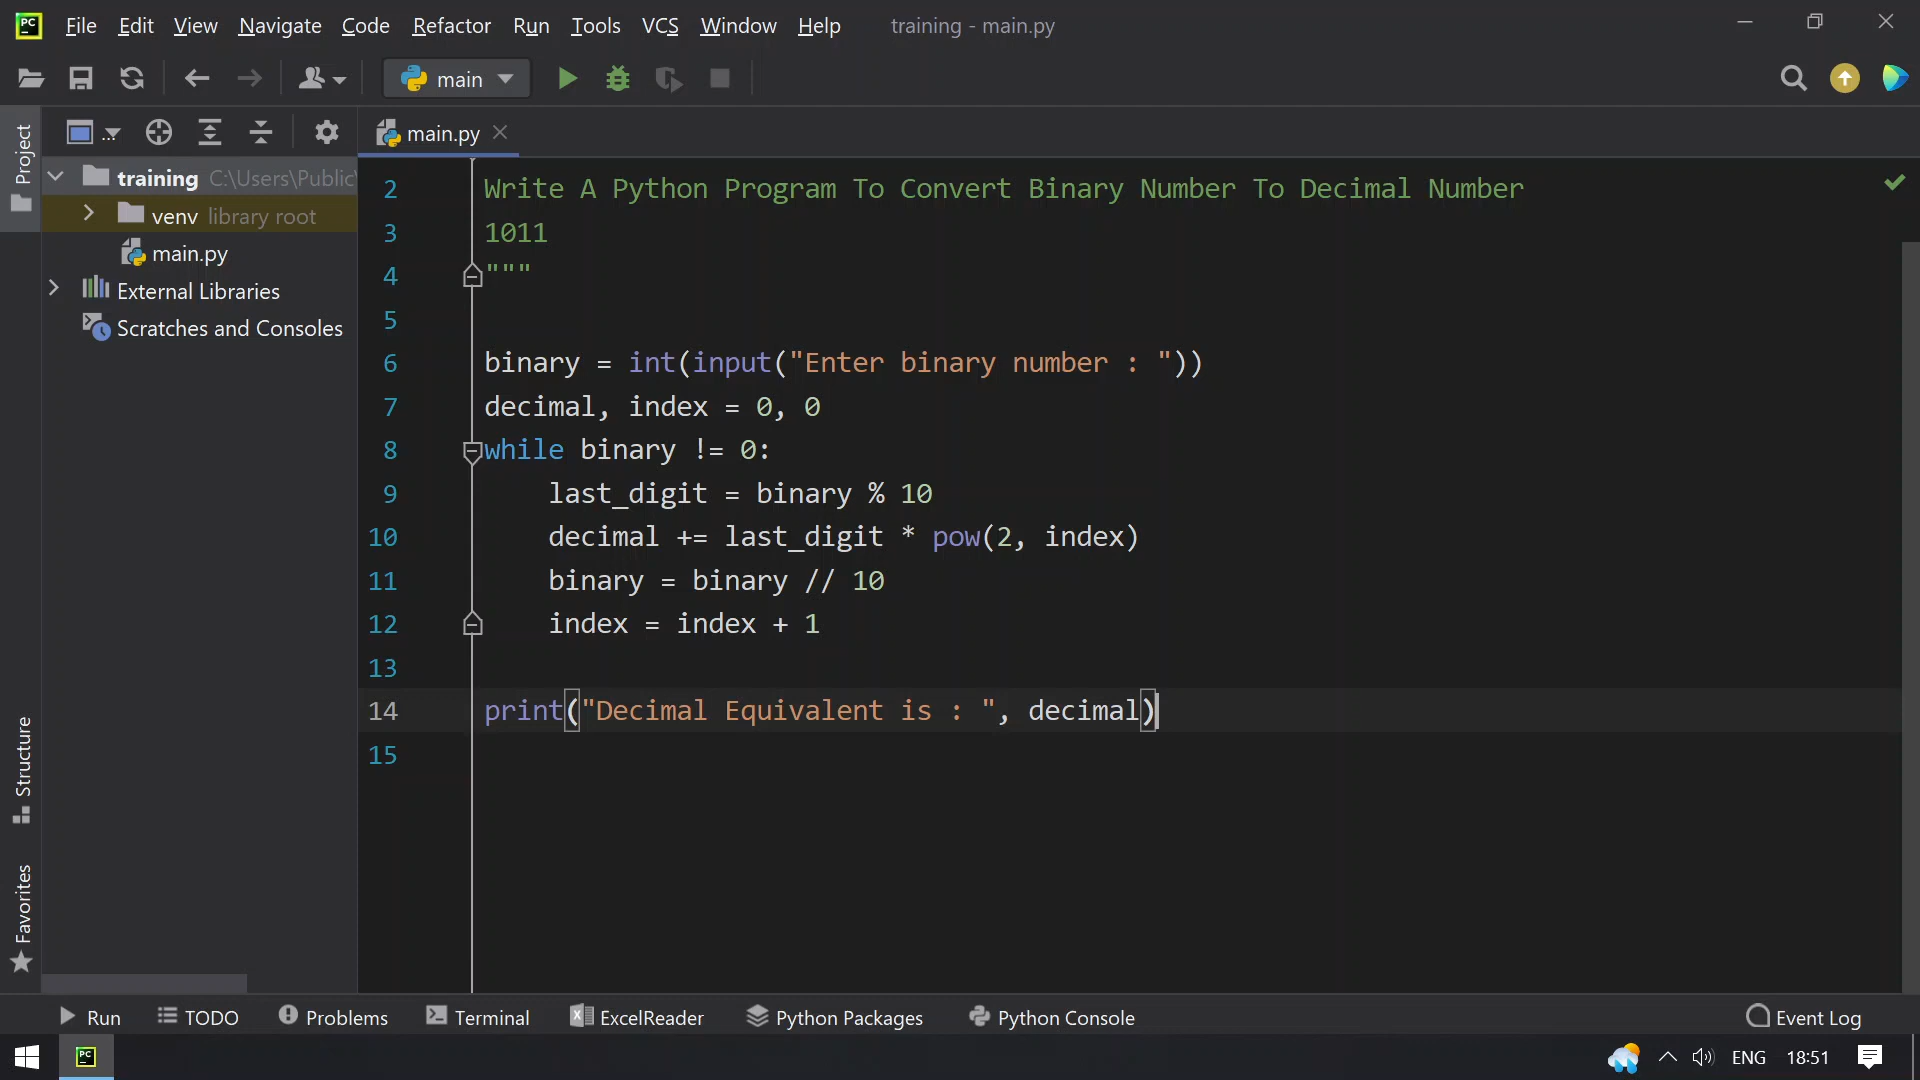 PC File Edit View Navigate Code Refactor Run Tools VCS Window Help training - main.py
main
Project ... main.py
training C:\Users\Public\
venv library root
main.py
External Libraries
Scratches and Consoles
2 Write A Python Program To Convert Binary Number To Decimal Number
3 1011
4 """
5
6 binary = int(input("Enter binary number : "))
7 decimal, index = 0, 0
8 while binary != 0:
9 last_digit = binary % 10
10 decimal += last_digit * pow(2, index)
11 binary = binary // 10
12 index = index + 1
13
14 print("Decimal Equivalent is : ", decimal)
15
Structure
Favorites
Run TODO Problems Terminal ExcelReader Python Packages Python Console Event Log
PC ENG 18:51